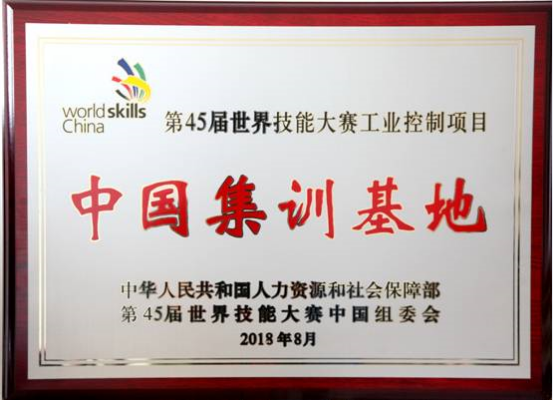 worldskills
China
第45届世界技能大赛工业控制项目
中国集训基地
中华人民共和国人力资源和社会保障部
第45届世界技能大赛中国组委会
2018年8月